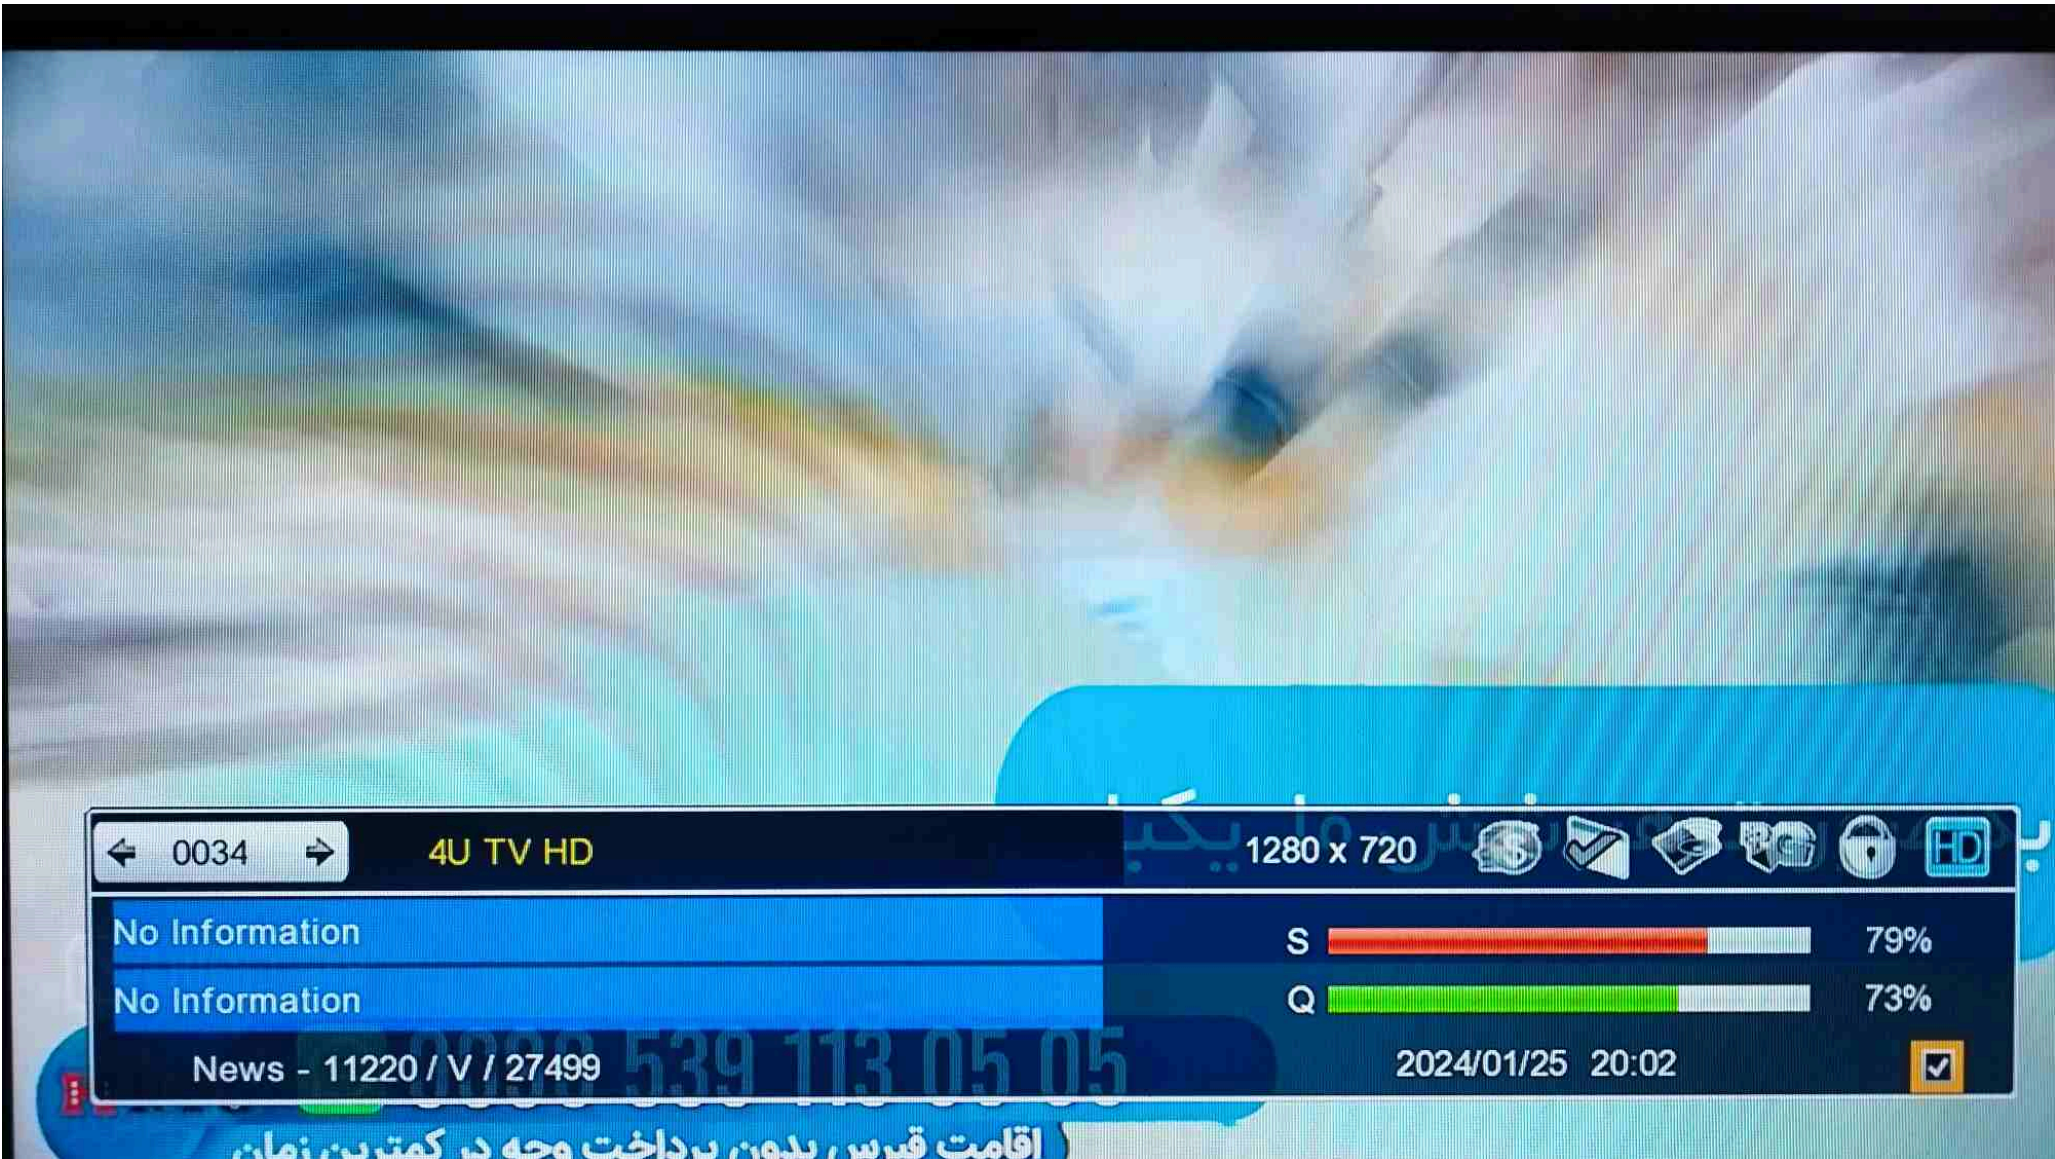 0034
4U TV HD
1280 x 720
HD
No Information
S
79%
No Information
Q
73%
539 113 05 05
News - 11220 / V / 27499
2024/01/25 20:02
اقامت قبرس بدون پرداخت وجه در کمترین زمان